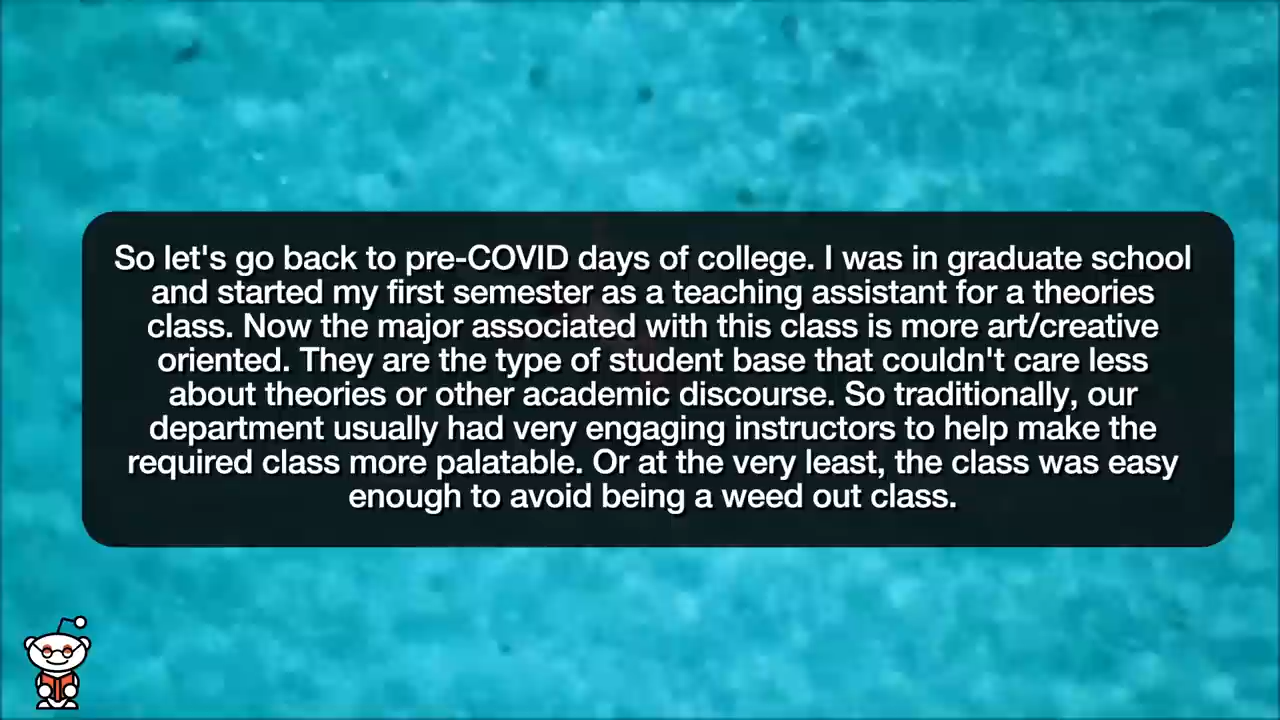 So let's go back to pre-COVID days of college. I was in graduate school
and started my first semester as a teaching assistant for a theories
class. Now the major associated with this class is more art/creative
oriented. They are the type of student base that couldn't care less
about theories or other academic discourse. So traditionally, our
department usually had very engaging instructors to help make the
required class more palatable. Or at the very least, the class was easy
enough to avoid being a weed out class.